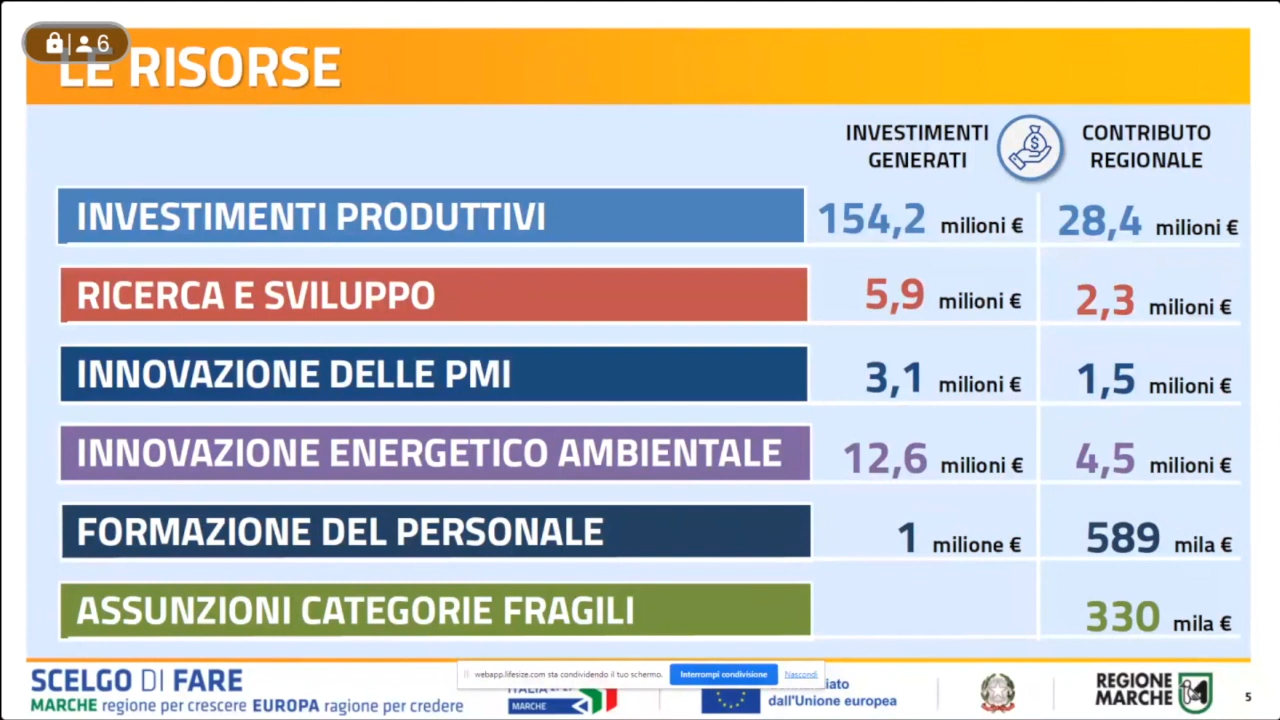 6
LE RISORSE
INVESTIMENTI
GENERATI
$
CONTRIBUTO
REGIONALE
INVESTIMENTI PRODUTTIVI 154,2 milioni € 28,4 milioni €
RICERCA E SVILUPPO 5,9 milioni € 2,3 milioni €
INNOVAZIONE DELLE PMI 3,1 milioni € 1,5 milioni €
INNOVAZIONE ENERGETICO AMBIENTALE 12,6 milioni € 4,5 milioni €
FORMAZIONE DEL PERSONALE 1 milione € 589 mila €
ASSUNZIONI CATEGORIE FRAGILI 330 mila €
SCELGO DI FARE
MARCHE regione per crescere EUROPA ragione per credere
webapp.lifesize.com sta condividendo il tuo schermo. Interrompi condivisione Nascondi
MARCHE
dall'Unione europea
REGIONE
MARCHE
5